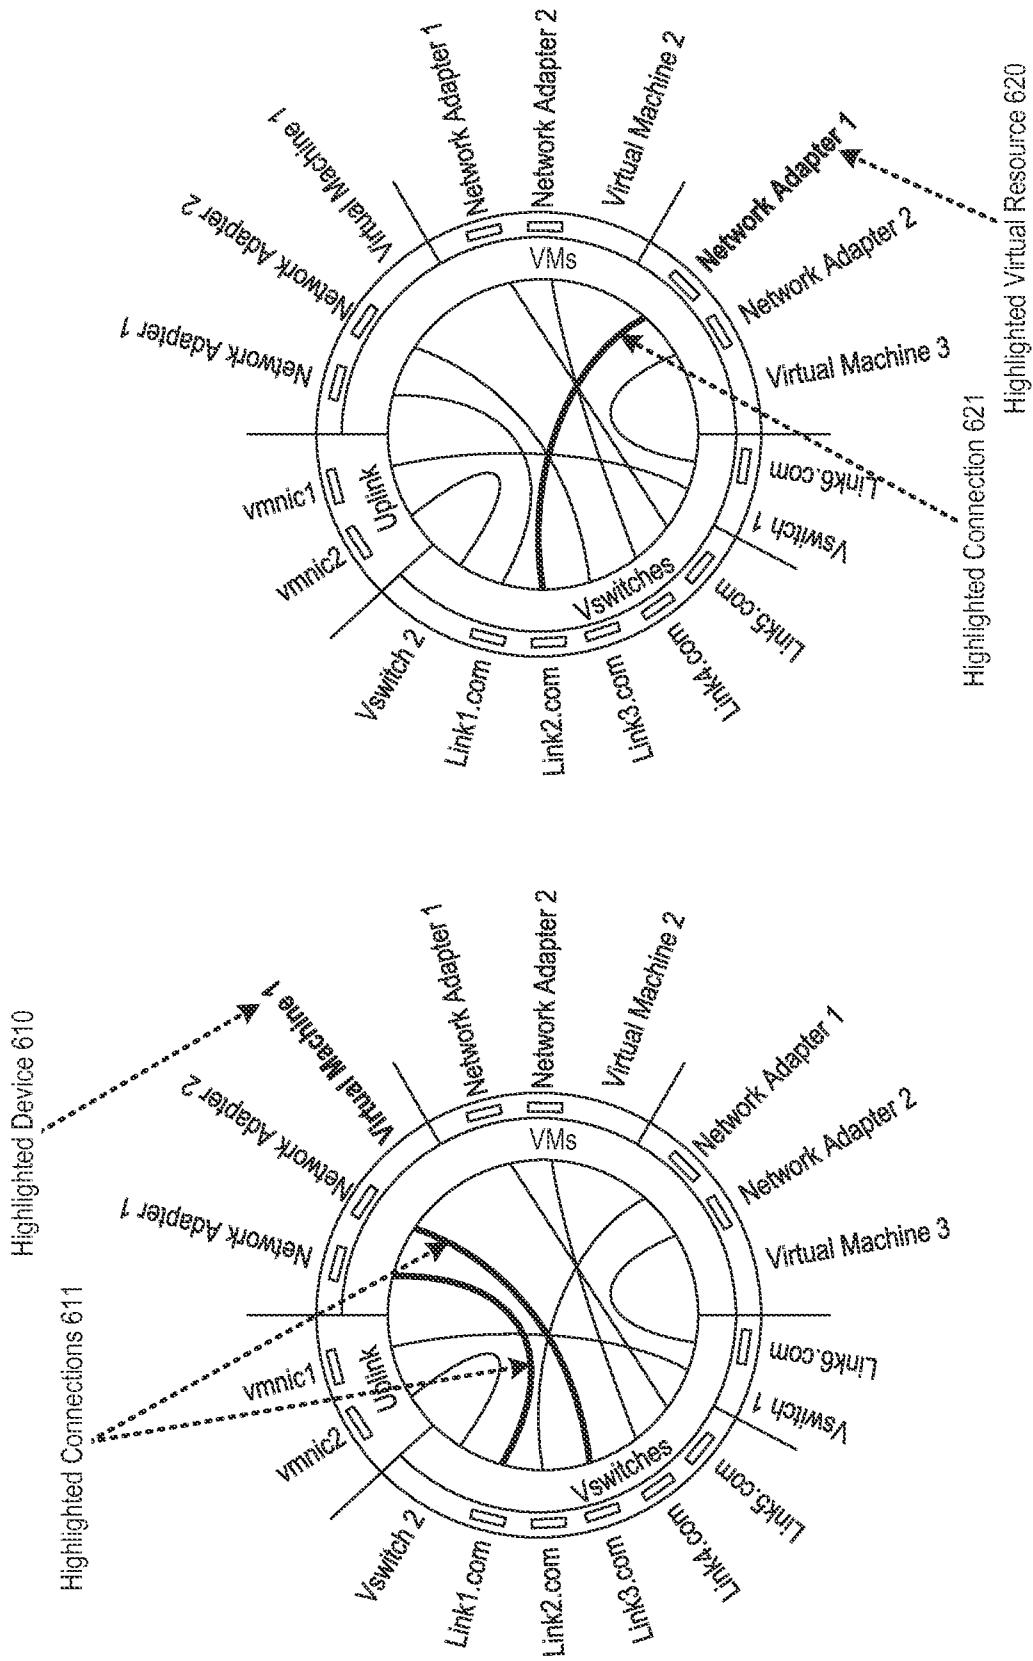 Network Adapter 1
Network Adapter 2
Virtual Machine 1
Network Adapter 1
Network Adapter 2
Virtual Machine 2
Network Adapter 1
Network Adapter 2
Virtual Machine 3
Link6.com
Vswitch 1
Link5.com
Link4.com
Link3.com
Link2.com
Link1.com
Vswitch 2
vmnic2
vmnic1
Uplink
VMs
Vswitches
Highlighted Connection 621
Highlighted Virtual Resource 620
Highlighted Device 610
Highlighted Connections 611
Network Adapter 1
Network Adapter 2
Virtual Machine 1
Network Adapter 1
Network Adapter 2
Virtual Machine 2
Network Adapter 1
Network Adapter 2
Virtual Machine 3
Link6.com
Vswitch 1
Link5.com
Link4.com
Link3.com
Link2.com
Link1.com
Vswitch 2
vmnic2
vmnic1
Uplink
VMs
Vswitches